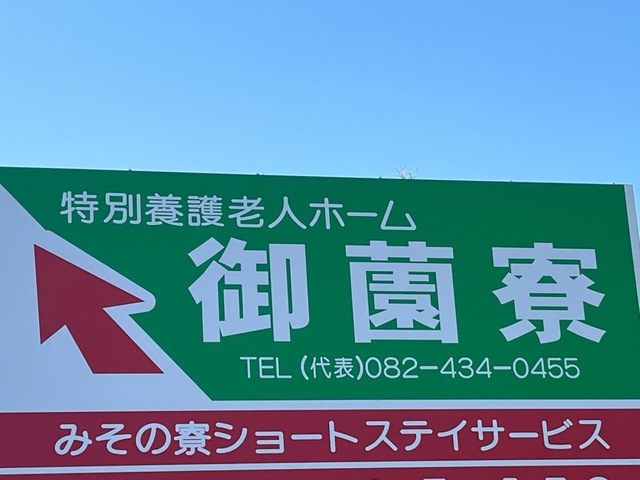 特別養護老人ホーム
御薗寮
TEL (代表)082-434-0455
みその寮ショートステイサービス